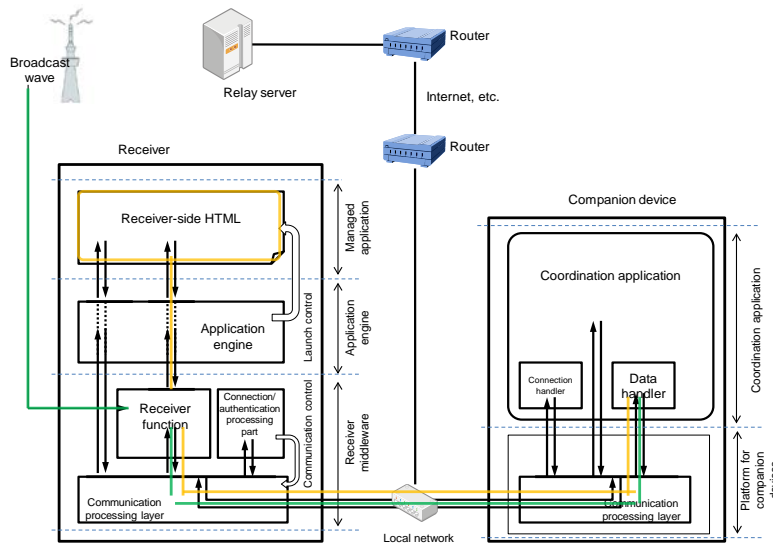 Broadcast
wave
Relay server
Router
Internet, etc.
Router
Receiver
Receiver-side HTML
Managed
application
Application
engine
Launch control
Application
engine
Receiver
function
Connection/
authentication
processing
part
Communication control
Receiver
middleware
Communication
processing layer
Local network
Companion device
Coordination application
Coordination application
Connection
handler
Data
handler
Communication
processing layer
Platform for
companion
devices